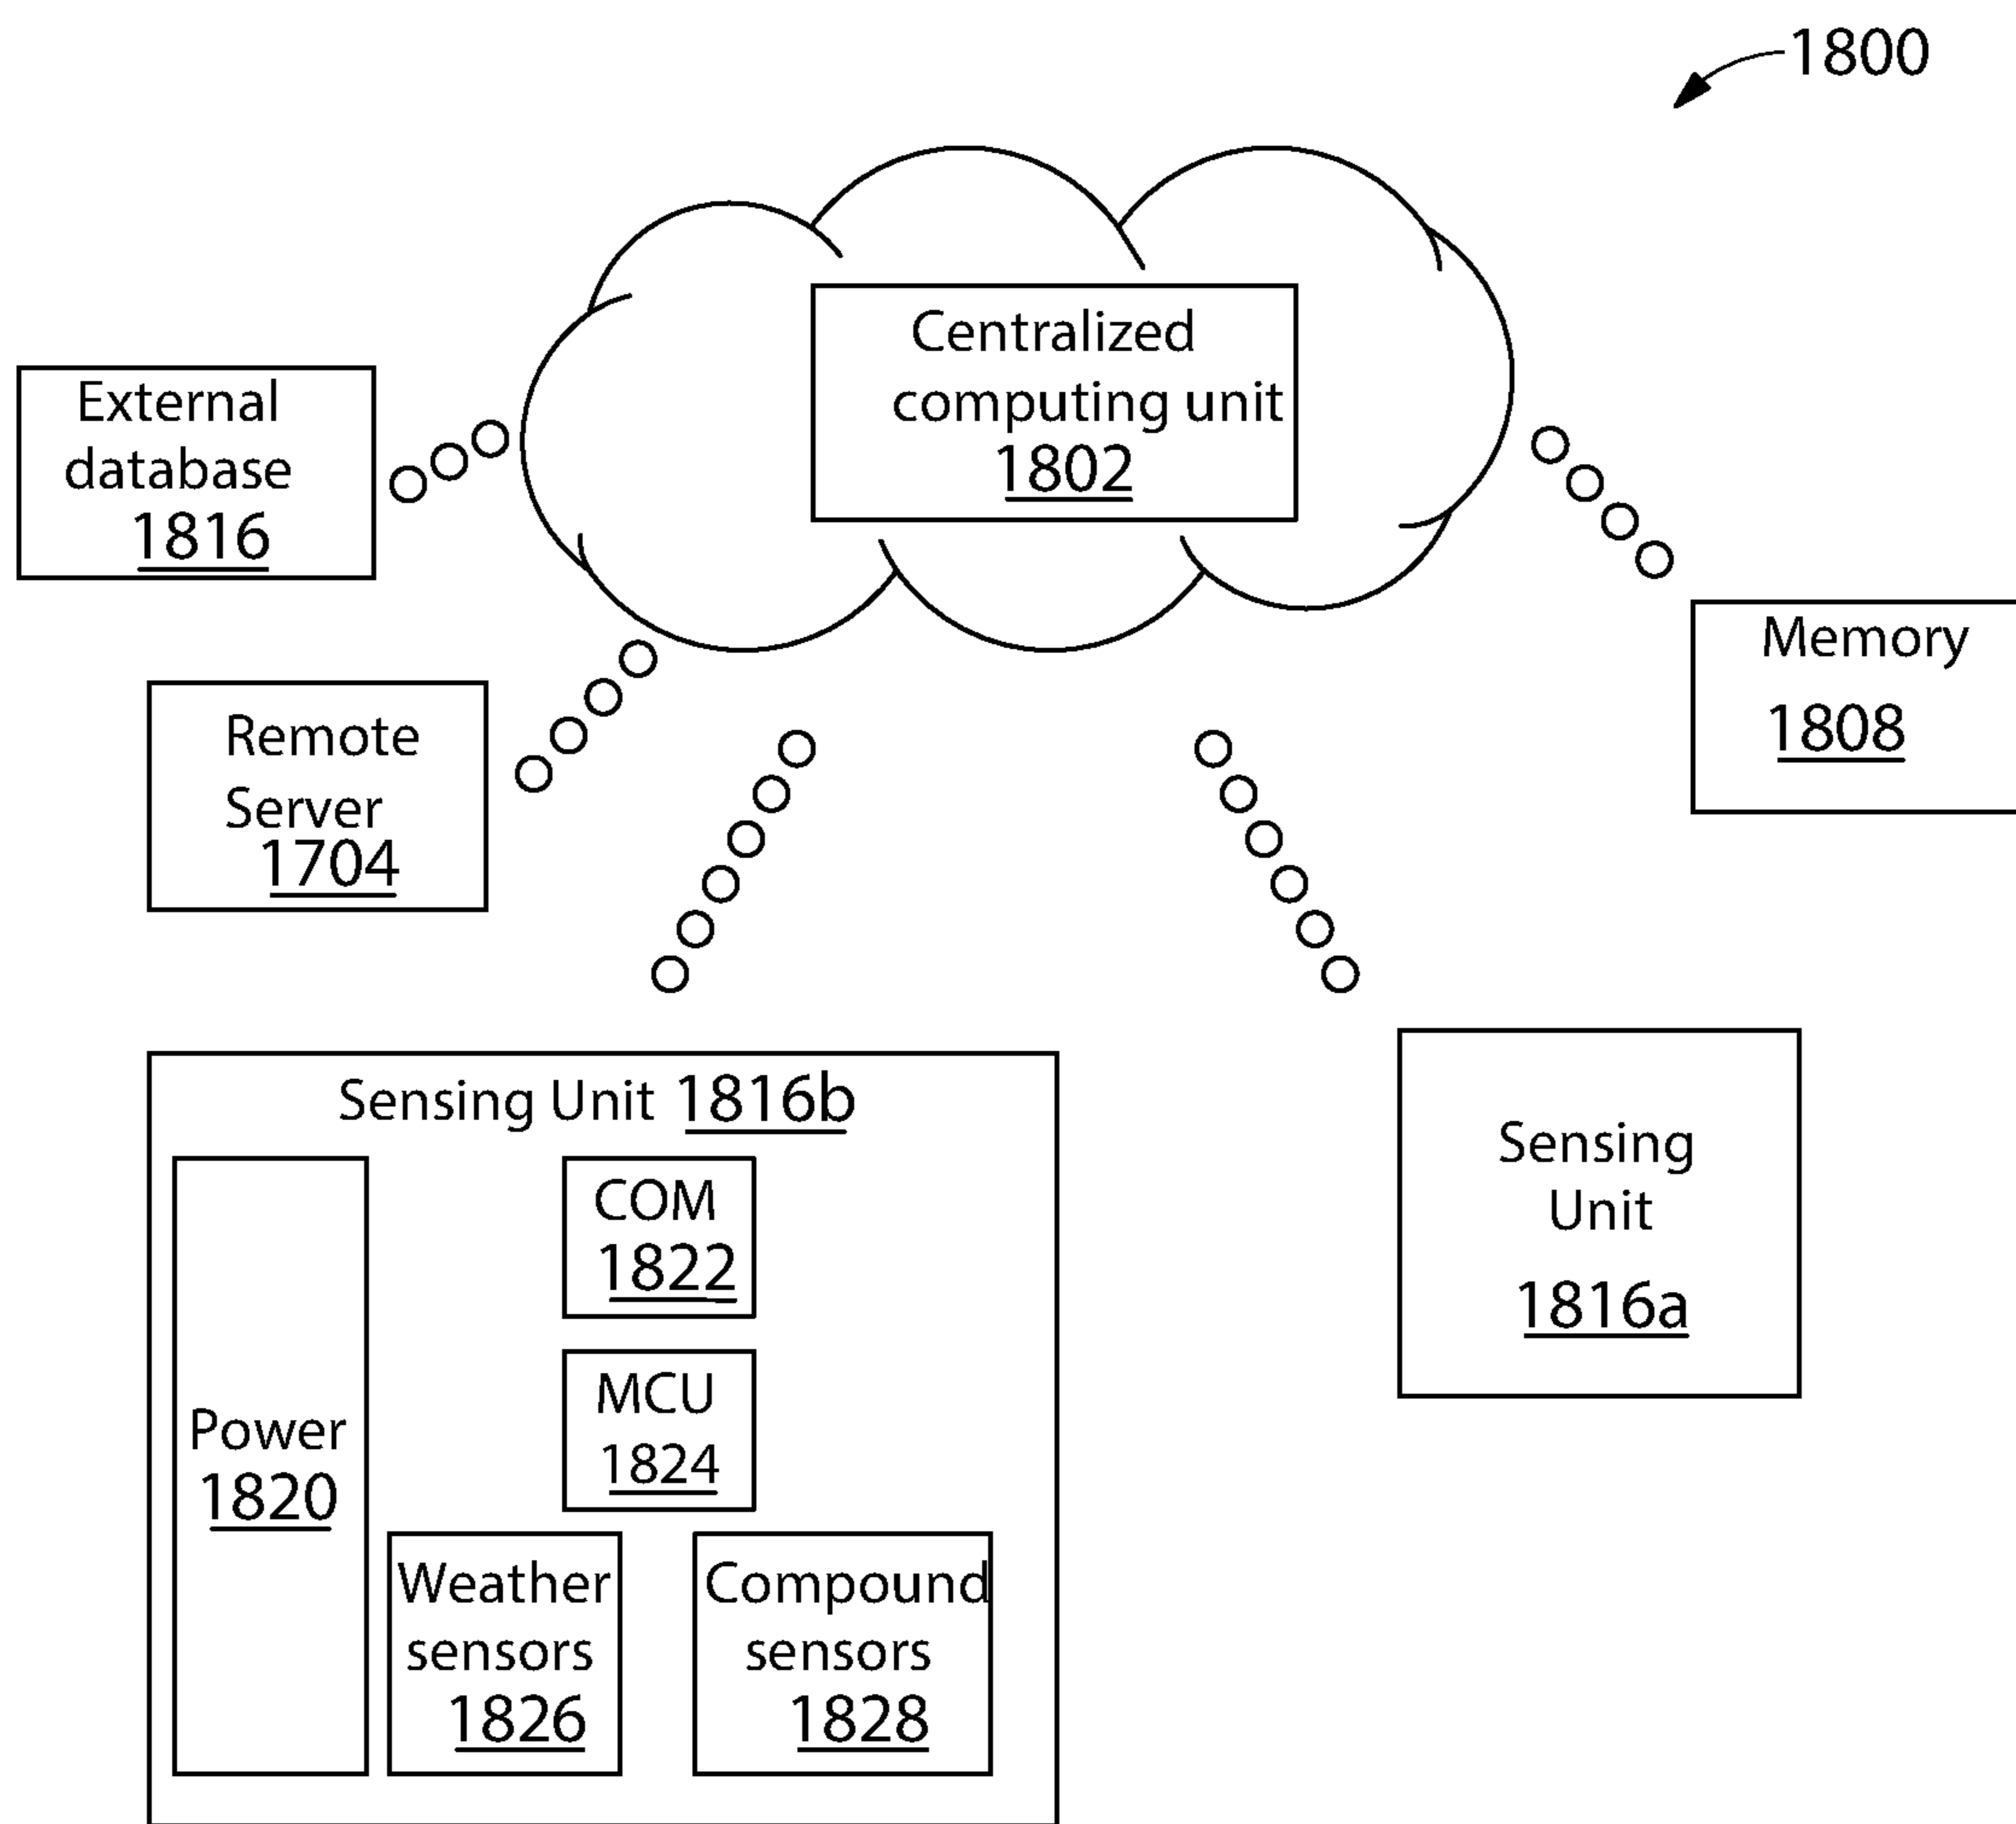 1800
Centralized
computing unit
1802
External
database
1816
Memory
1808
Remote
Server
1704
Sensing Unit 1816b
COM
1822
MCU
1824
Power
1820
Weather
sensors
1826
Compound
sensors
1828
Sensing
Unit
1816a